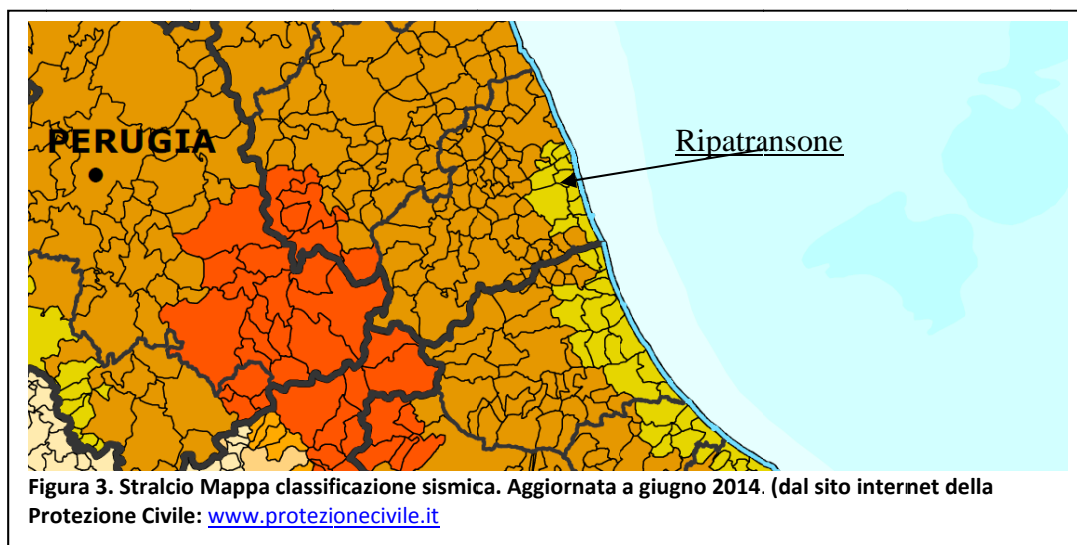 PERUGIA
Ripatransone
Figura 3. Stralcio Mappa classificazione sismica. Aggiornata a giugno 2014. (dal sito internet della
Protezione Civile: www.protezionecivile.it